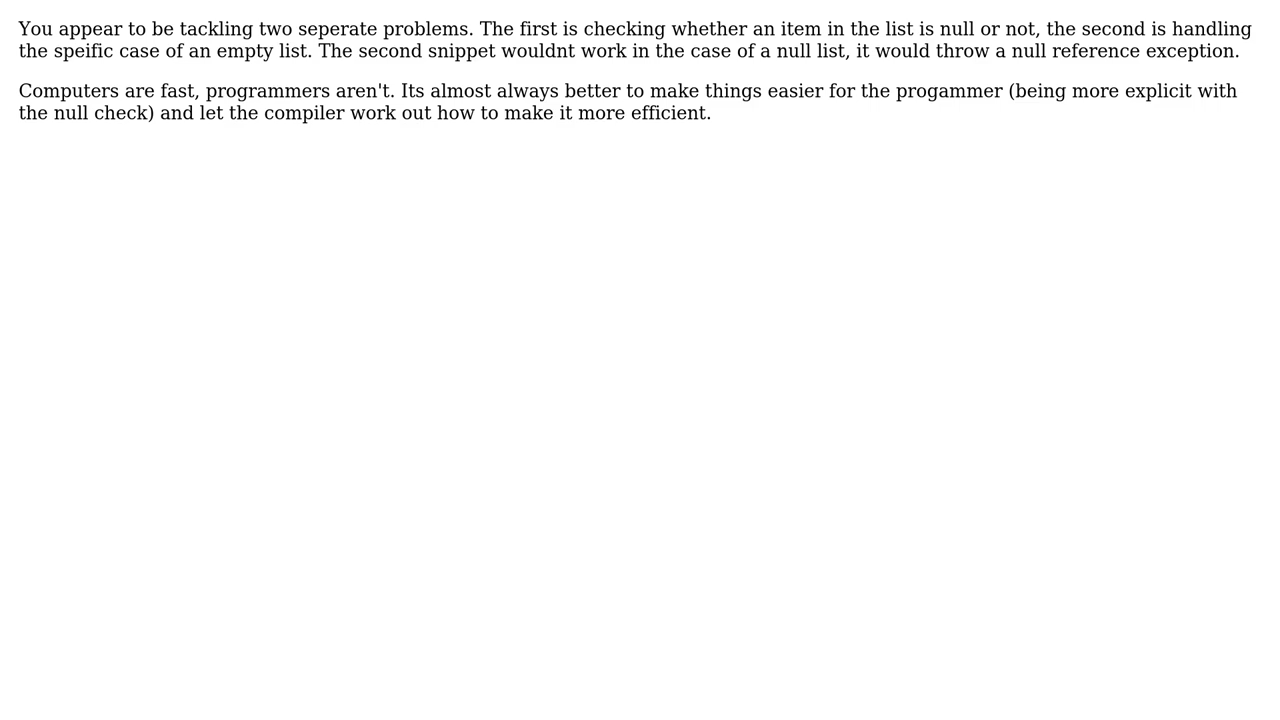 You appear to be tackling two seperate problems. The first is checking whether an item in the list is null or not, the second is handling
the speific case of an empty list. The second snippet wouldnt work in the case of a null list, it would throw a null reference exception.
Computers are fast, programmers aren't. Its almost always better to make things easier for the progammer (being more explicit with
the null check) and let the compiler work out how to make it more efficient.